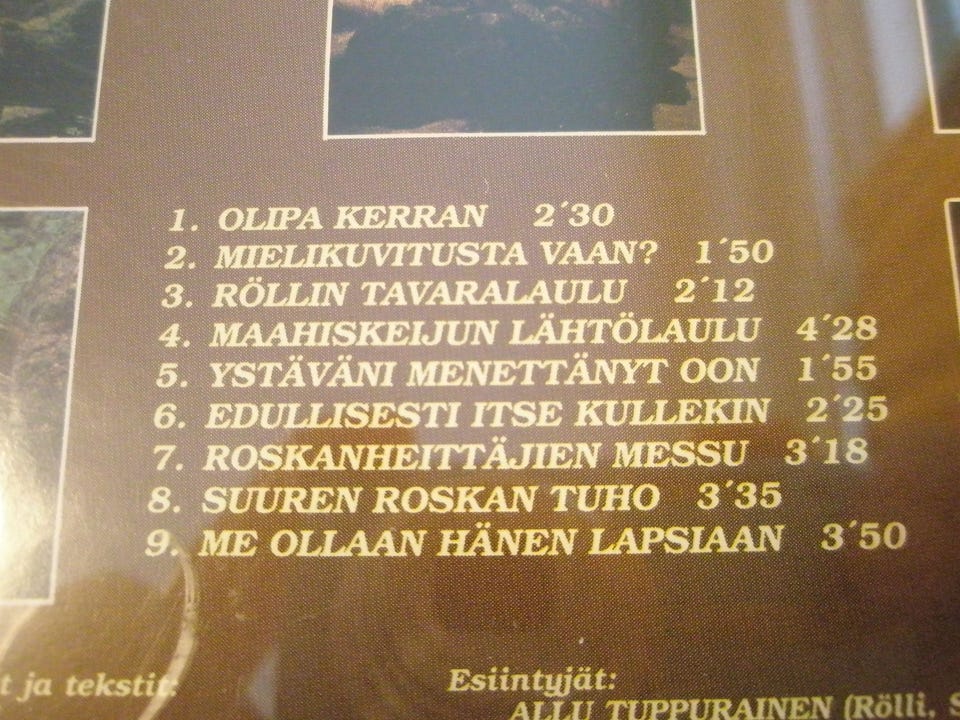 1. OLIPA KERRAN 2´30
2. MIELIKUVITUSTA VAAN? 1´50
3. RÖLLIN TAVARALAULU 2´12
4. MAAHISKEIJUN LÄHTÖLAULU 4´28
5. YSTÄVÄNI MENETTÄNYT OON 1´55
6. EDULLISESTI ITSE KULLEKIN 2´25
7. ROSKANHEITTÄJIEN MESSU 3´18
8. SUUREN ROSKAN TUHO 3´35
9. ME OLLAAN HÄNEN LAPSIAAN 3´50
t ja tekstit:
Esiintyjät:
ALLU TUPPURAINEN (Rölli, S